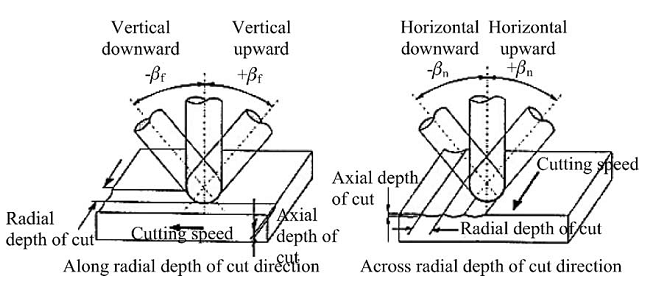 Vertical
downward
-βf
Vertical
upward
+βf
Radial
depth of cut
Cutting speed
Axial
depth of
cut
Along radial depth of cut direction
Horizontal
downward
-βn
Horizontal
upward
+βn
Axial depth
of cut
Cutting speed
Radial depth of cut
Across radial depth of cut direction